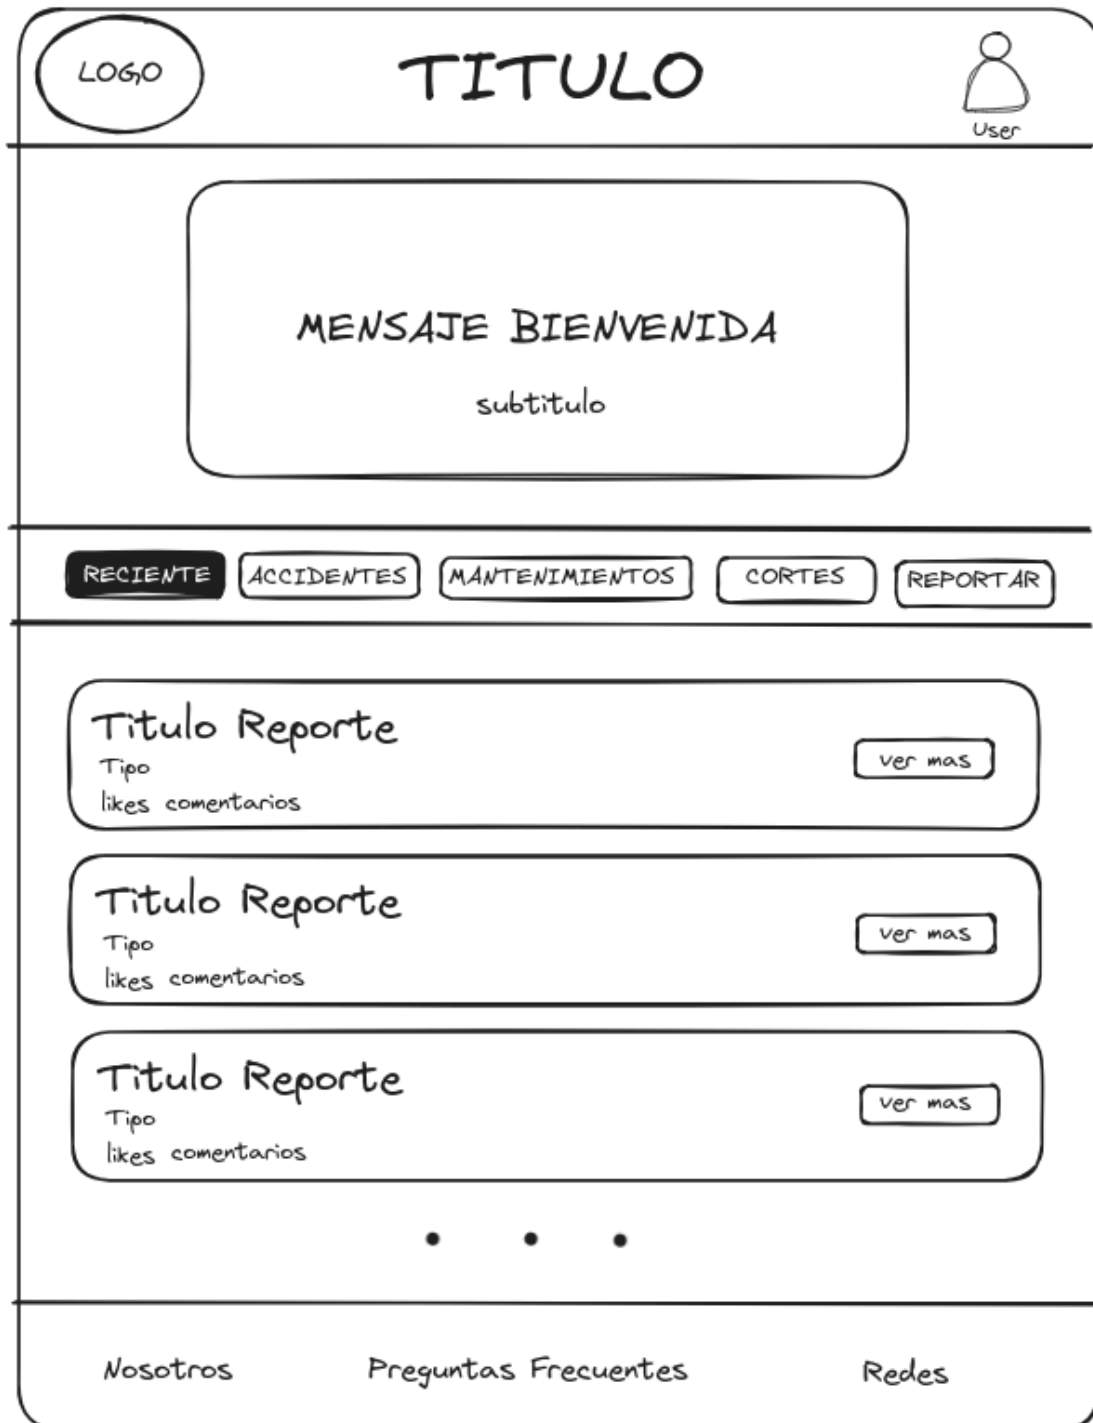 LOGO
TITULO
User
MENSAJE BIENVENIDA
subtitulo
RECIENTE ACCIDENTES MANTENIMIENTOS CORTES REPORTAR
Titulo Reporte
Tipo
ver mas
likes comentarios
Titulo Reporte
Tipo
ver mas
likes comentarios
Titulo Reporte
Tipo
ver mas
likes comentarios
Nosotros Preguntas Frecuentes Redes